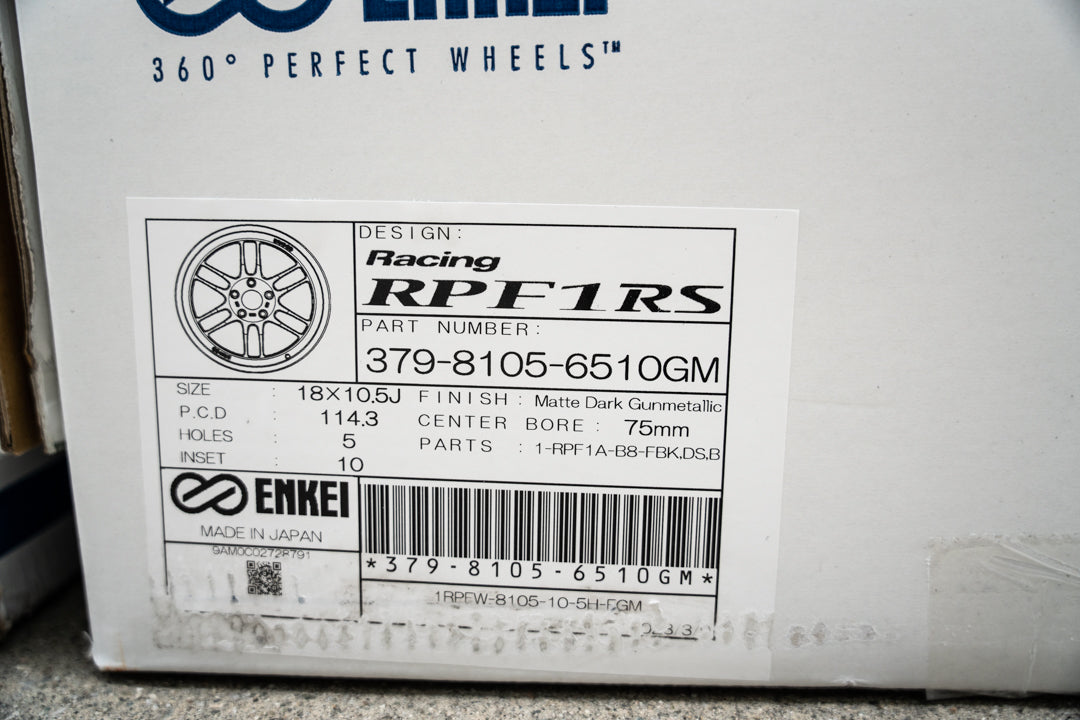 ENKEI
360° PERFECT WHEELS™
DESIGN:
Racing
RPF1RS
PART NUMBER:
379-8105-6510GM
SIZE : 18×10.5J
P.C.D : 114.3
HOLES : 5
INSET : 10
FINISH : Matte Dark Gunmetallic
CENTER BORE : 75mm
PARTS : 1-RPF1A-B8-FBK,DS,B
ENKEI
MADE IN JAPAN
*379-8105-6510GM*